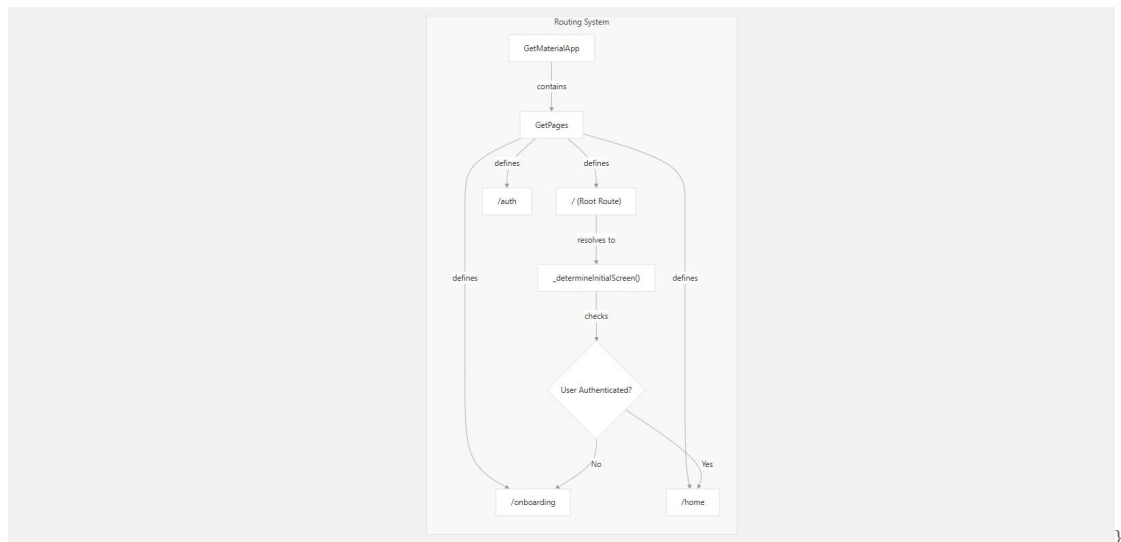 Routing System
GetMaterialApp
contains
GetPages
defines
defines
/auth
/ (Root Route)
resolves to
_determineInitialScreen()
defines
defines
checks
User Authenticated?
No
Yes
/onboarding
/home
}